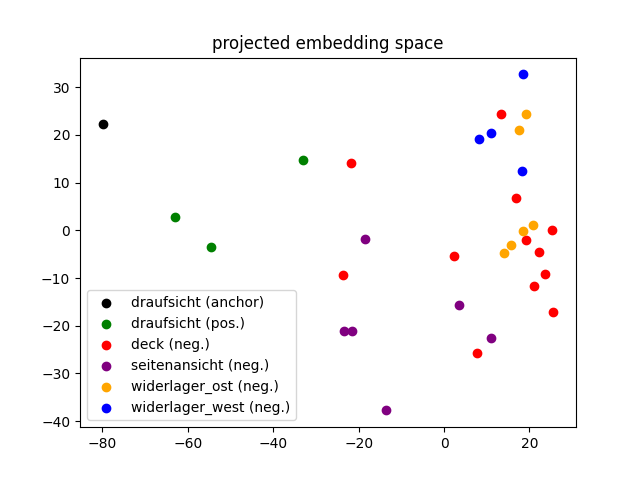 projected embedding space
30
20
10
0
−10
−20
−30
−40
draufsicht (anchor)
draufsicht (pos.)
deck (neg.)
seitenansicht (neg.)
widerlager_ost (neg.)
widerlager_west (neg.)
−80 −60 −40 −20 0 20